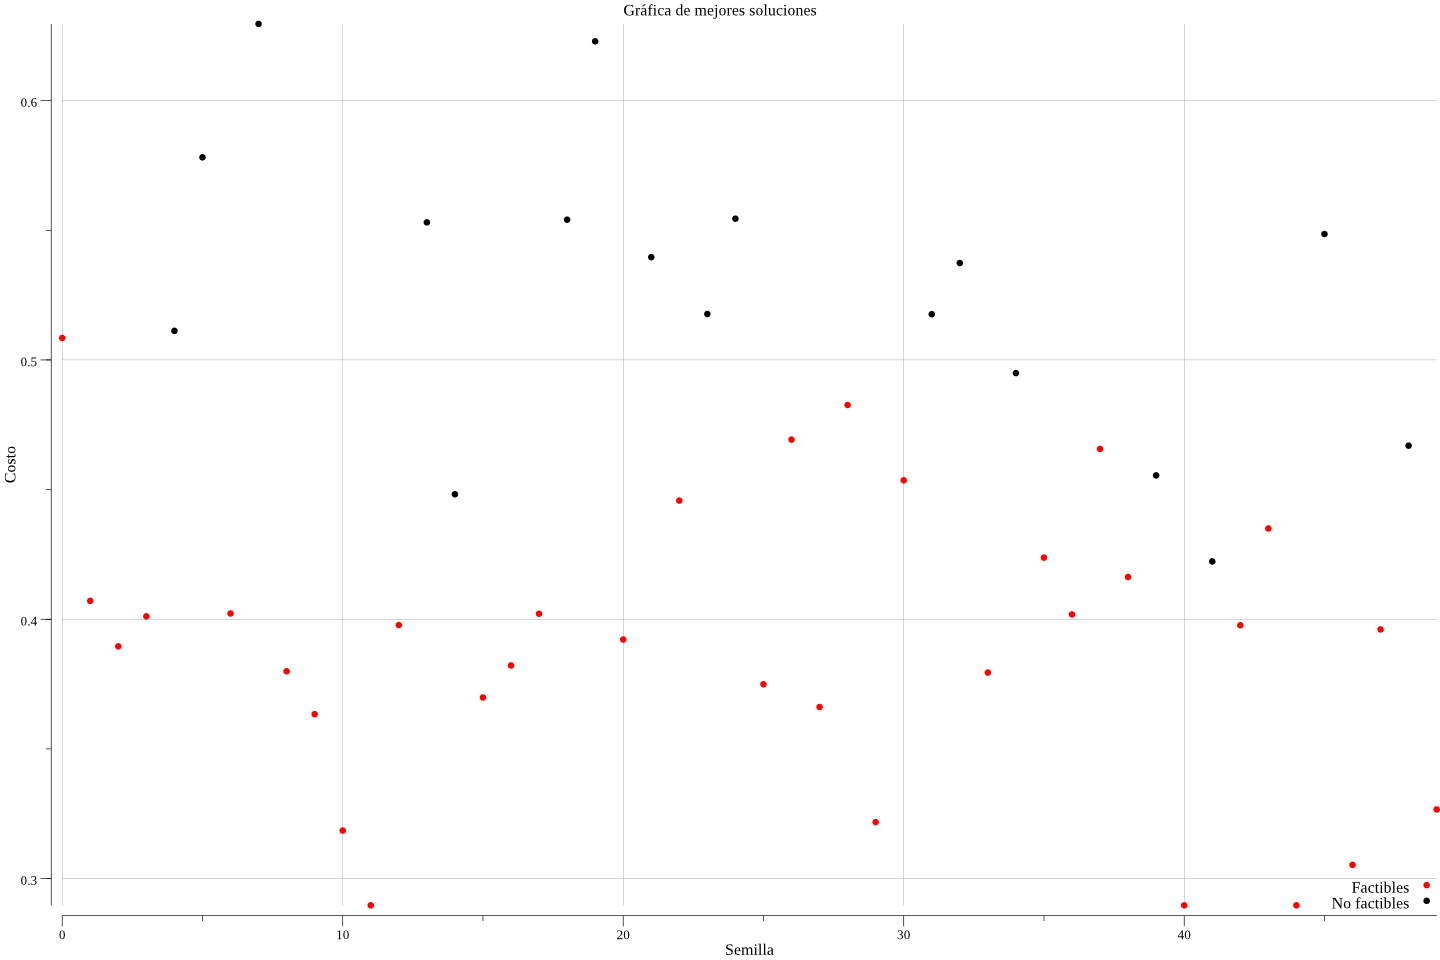 Gráfica de mejores soluciones
0.6
0.5
0.4
0.3
Costo
Factibles
No factibles
0 10 20 30 40
Semilla